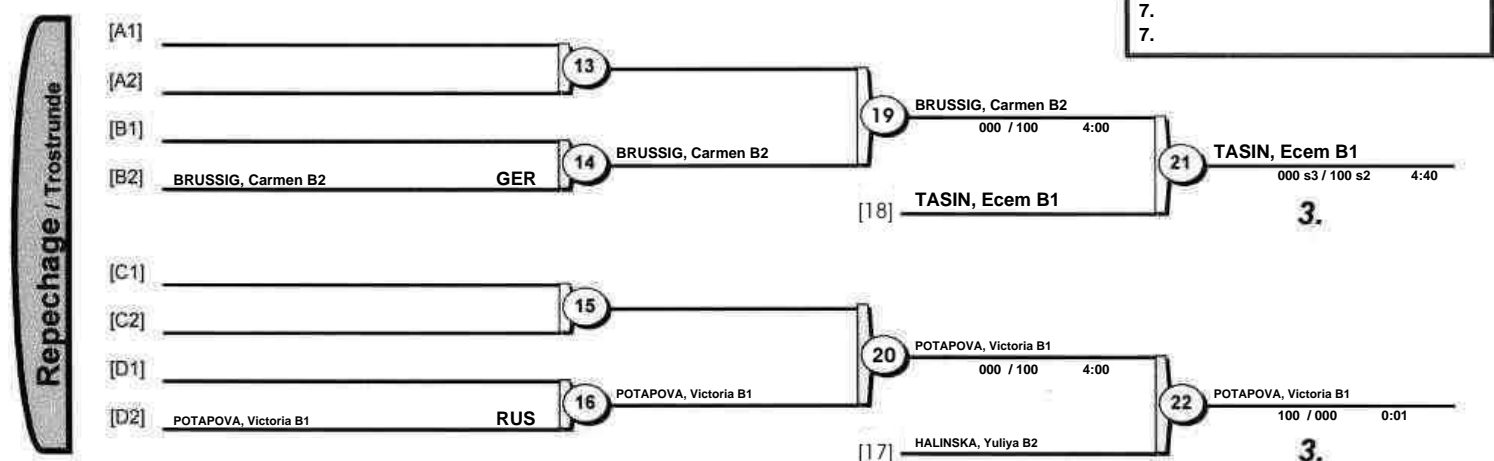 7.
7.
Repechage / Trostrunde
[A1]
13
[A2]
[B1]
14
BRUSSIG, Carmen B2
[B2] BRUSSIG, Carmen B2 GER
19
BRUSSIG, Carmen B2
000 / 100 4:00
[18] TASIN, Ecem B1
21
TASIN, Ecem B1
000 s3 / 100 s2 4:40
3.
[C1]
15
[C2]
[D1]
16
POTAPOVA, Victoria B1
[D2] POTAPOVA, Victoria B1 RUS
20
POTAPOVA, Victoria B1
000 / 100 4:00
[17] HALINSKA, Yuliya B2
22
POTAPOVA, Victoria B1
100 / 000 0:01
3.